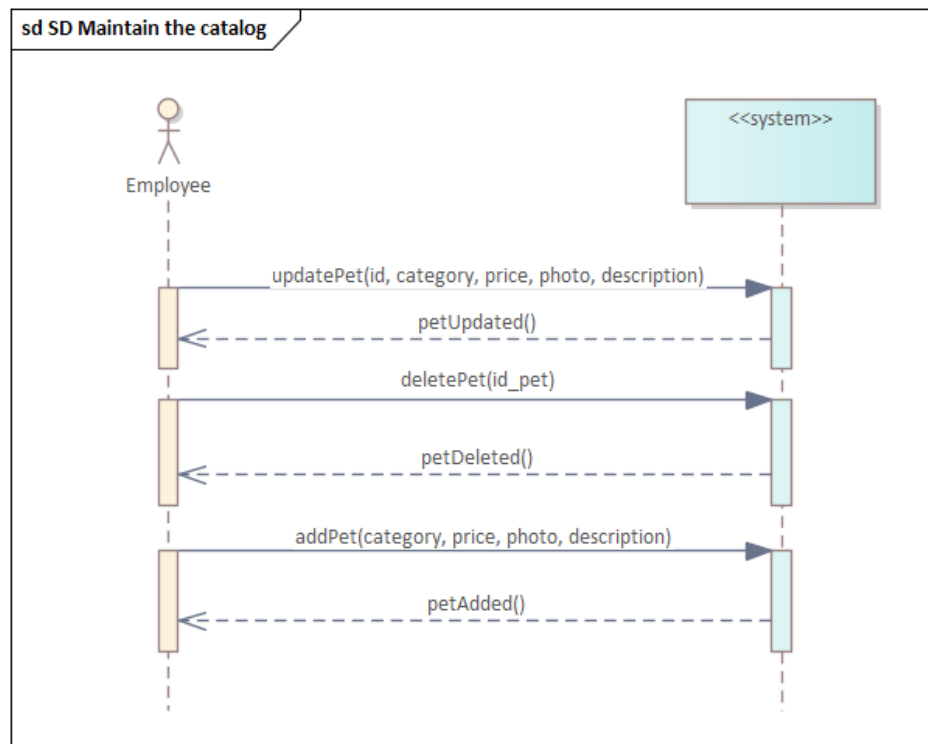 sd SD Maintain the catalog
<<system>>
Employee
updatePet(id, category, price, photo, description)
petUpdated()
deletePet(id_pet)
petDeleted()
addPet(category, price, photo, description)
petAdded()